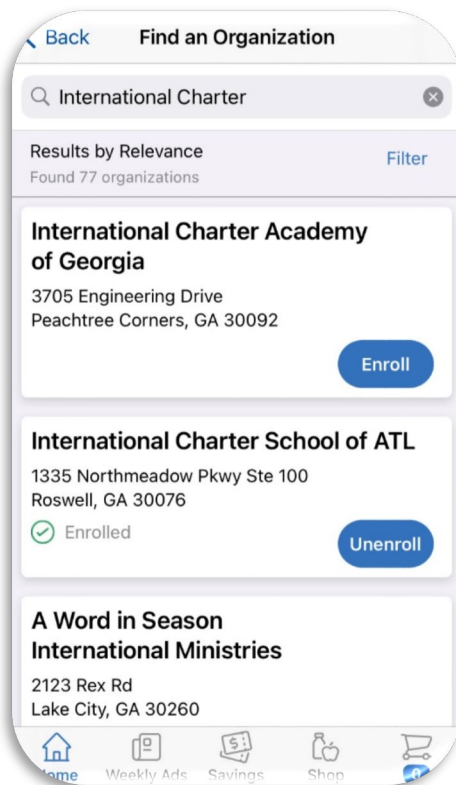 Back
Find an Organization
International Charter
Results by Relevance
Filter
Found 77 organizations
International Charter Academy
of Georgia
3705 Engineering Drive
Peachtree Corners, GA 30092
Enroll
International Charter School of ATL
1335 Northmeadow Pkwy Ste 100
Roswell, GA 30076
Enrolled
Unenroll
A Word in Season
International Ministries
2123 Rex Rd
Lake City, GA 30260
ome
Weekly Ads
Savings
Shop